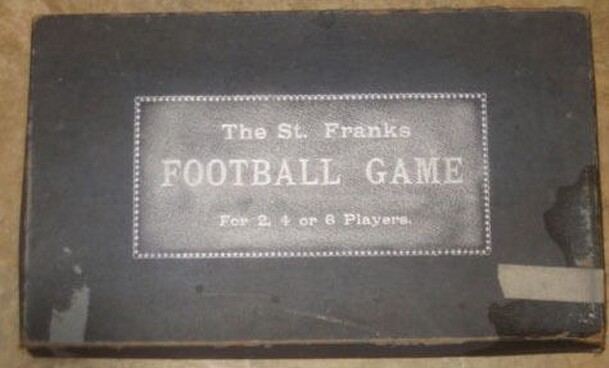 The St. Franks
FOOTBALL GAME
For 2, 4 or 6 Players.